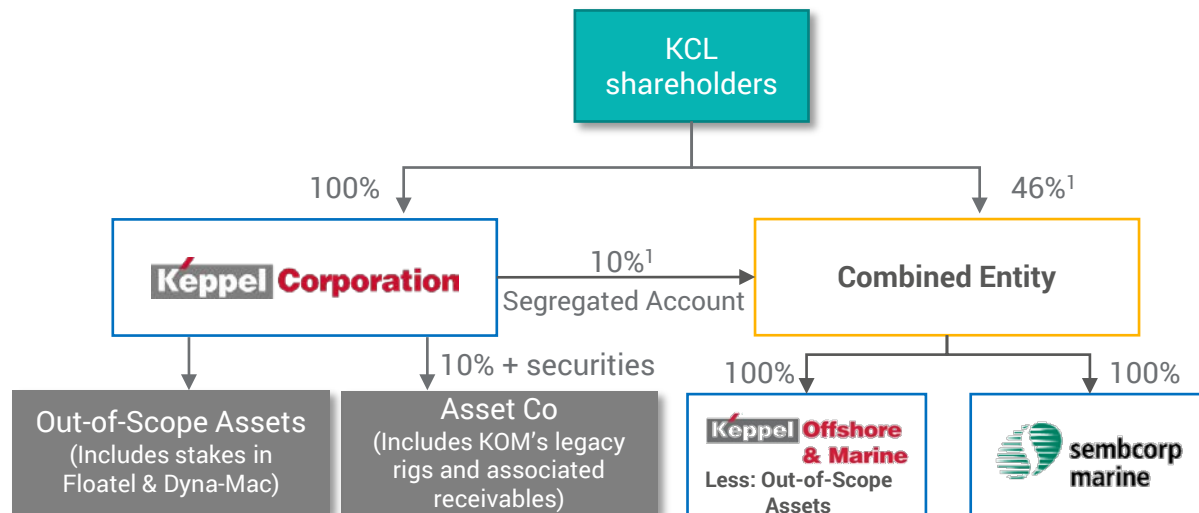 KCL
shareholders
100%
46%1
Keppel Corporation
10%1
Segregated Account
Combined Entity
10% + securities
100%
100%
Out-of-Scope Assets
(Includes stakes in
Floatel & Dyna-Mac)
Asset Co
(Includes KOM’s legacy
rigs and associated
receivables)
Keppel Offshore
& Marine
Less: Out-of-Scope
Assets
sembcorp
marine